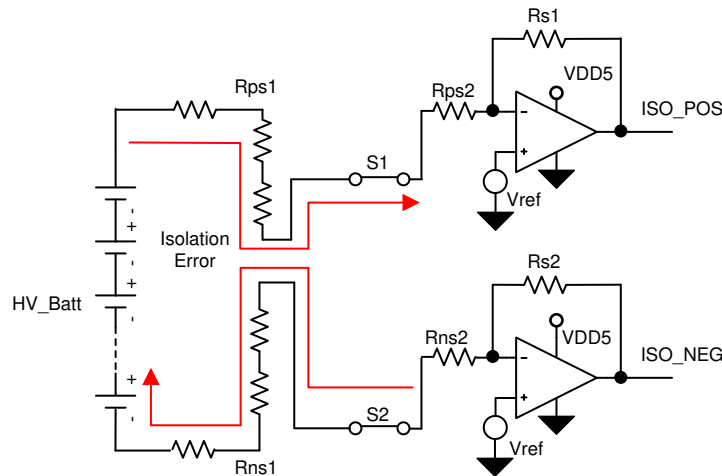 Rs1
Rps1
VDD5
Rps2
ISO_POS
-
+
S1
Vref
-
+
-
Isolation
Error
+
-
HV_Batt
Rs2
VDD5
Rns2
ISO_NEG
-
+
+
-
S2
Vref
Rns1